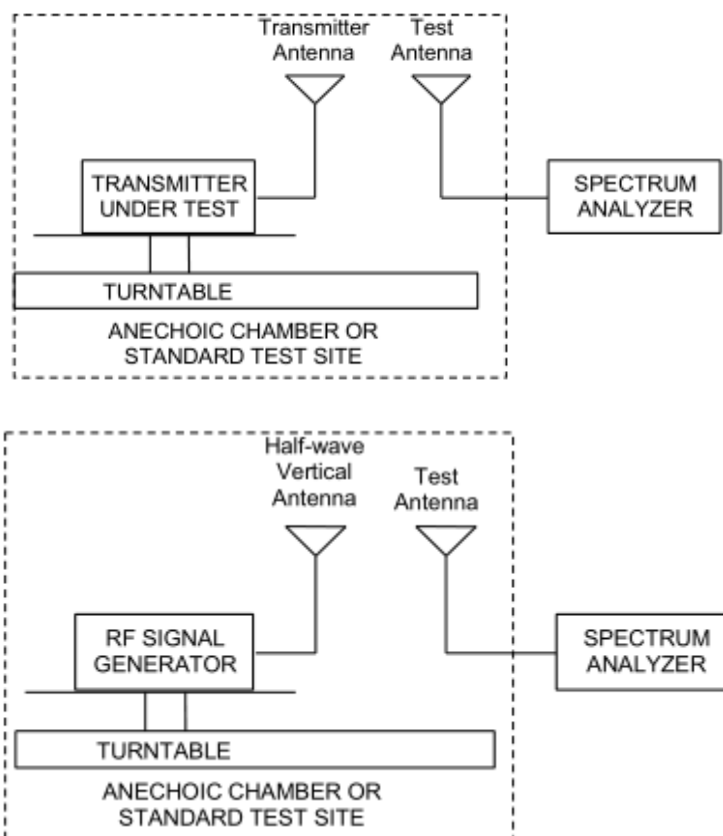 Transmitter
Antenna
Test
Antenna
TRANSMITTER
UNDER TEST
SPECTRUM
ANALYZER
TURNTABLE
ANECHOIC CHAMBER OR
STANDARD TEST SITE
Half-wave
Vertical
Antenna
Test
Antenna
RF SIGNAL
GENERATOR
SPECTRUM
ANALYZER
TURNTABLE
ANECHOIC CHAMBER OR
STANDARD TEST SITE